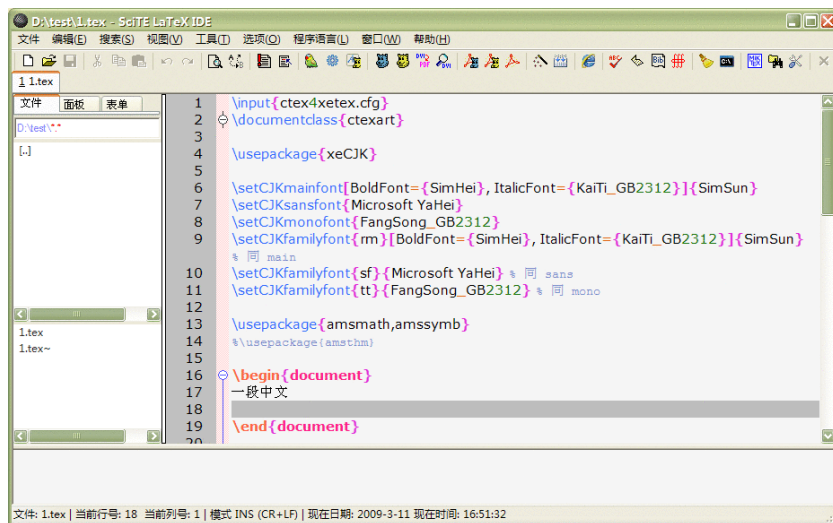 D:\test\1.tex - SciTE LaTeX IDE
文件 编辑(E) 搜索(S) 视图(V) 工具(T) 选项(O) 程序语言(L) 窗口(W) 帮助(H)
1 1.tex
文件 面板 表单
D:\test\*.*
[..]
1.tex
1.tex~
1 \input{ctex4xetex.cfg}
2 \documentclass{ctexart}
3
4 \usepackage{xeCJK}
5
6 \setCJKmainfont[BoldFont={SimHei}, ItalicFont={KaiTi_GB2312}]{SimSun}
7 \setCJKsansfont{Microsoft YaHei}
8 \setCJKmonofont{FangSong_GB2312}
9 \setCJKfamilyfont{rm}[BoldFont={SimHei}, ItalicFont={KaiTi_GB2312}]{SimSun}
% 同 main
10 \setCJKfamilyfont{sf}{Microsoft YaHei} % 同 sans
11 \setCJKfamilyfont{tt}{FangSong_GB2312} % 同 mono
12
13 \usepackage{amsmath,amssymb}
14 %\usepackage{amsthm}
15
16 \begin{document}
17 一段中文
18
19 \end{document}
20
文件: 1.tex | 当前行号: 18 当前列号: 1 | 模式 INS (CR+LF) | 现在日期: 2009-3-11 现在时间: 16:51:32